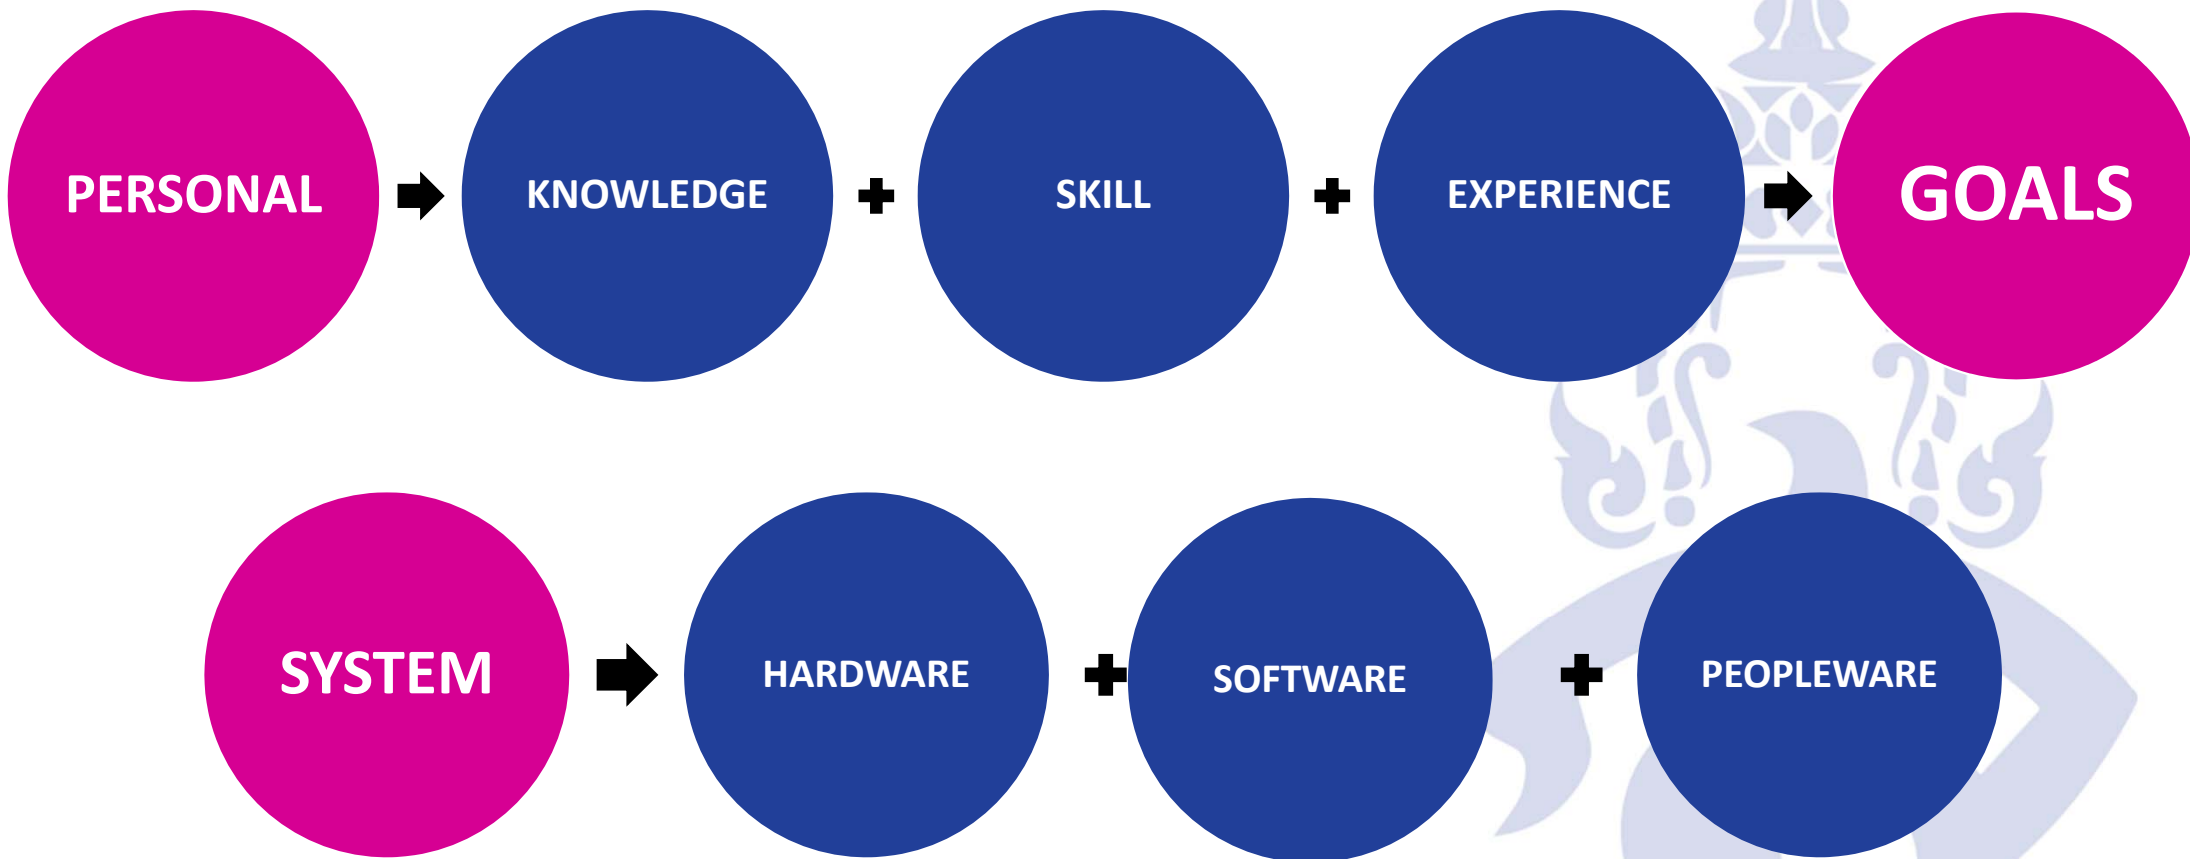 PERSONAL
KNOWLEDGE
SKILL
EXPERIENCE
GOALS
SYSTEM
HARDWARE
SOFTWARE
PEOPLEWARE